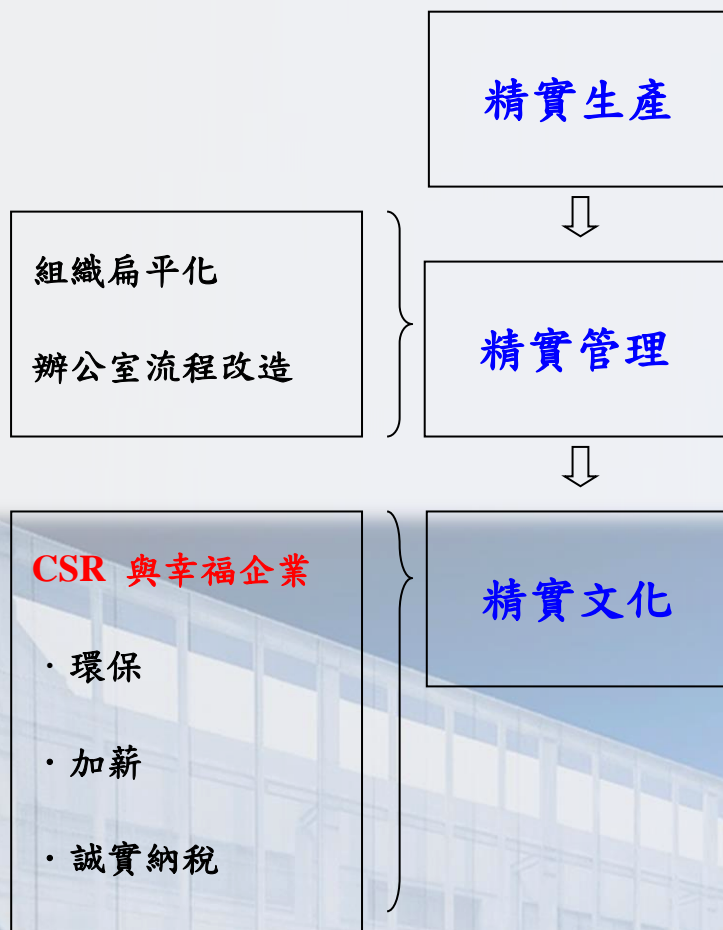 精實生產
組織扁平化
辦公室流程改造
精實管理
CSR 與幸福企業
·環保
·加薪
·誠實納稅
精實文化